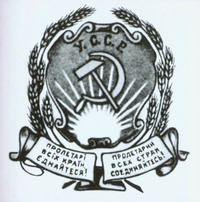 У.С.С.Р.
ПРОЛЕТАРІ
ВСІХ КРАЇН
ЄДНАЙТЕСЯ!
ПРОЛЕТАРИИ
ВСЕХ СТРАН
СОЕДИНЯЙТЕСЬ!